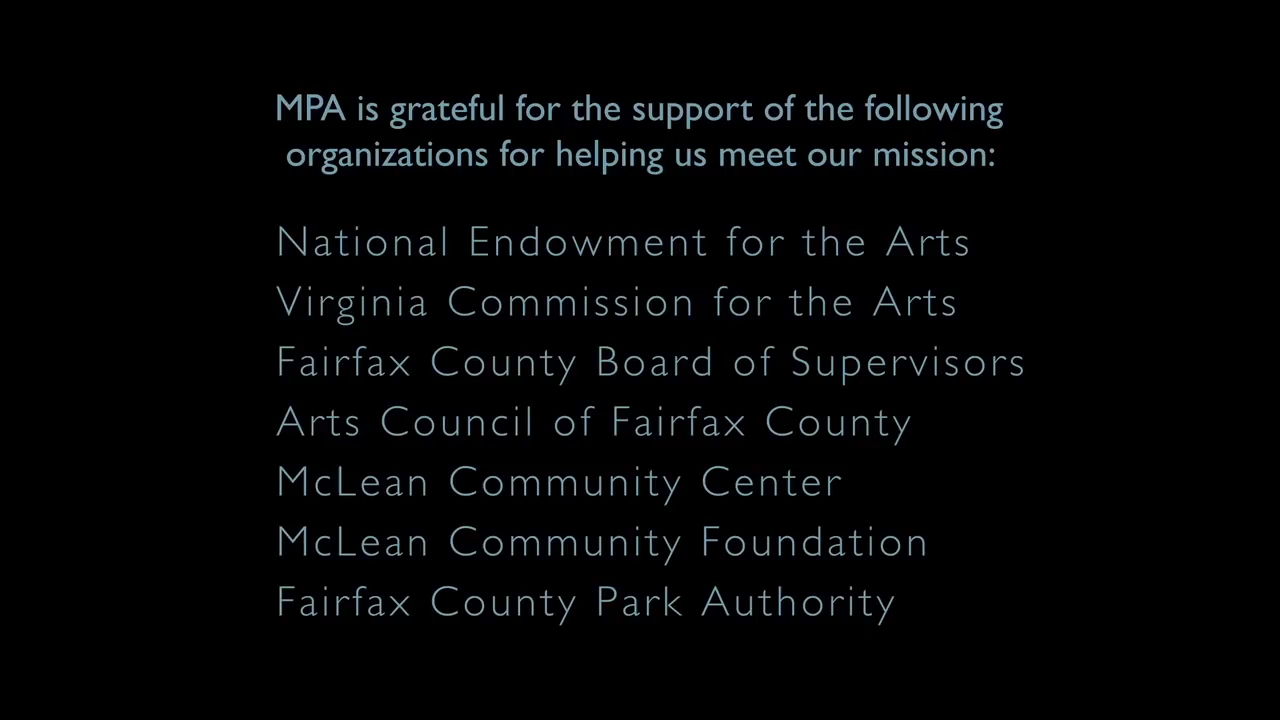 MPA is grateful for the support of the following
organizations for helping us meet our mission:
National Endowment for the Arts
Virginia Commission for the Arts
Fairfax County Board of Supervisors
Arts Council of Fairfax County
McLean Community Center
McLean Community Foundation
Fairfax County Park Authority